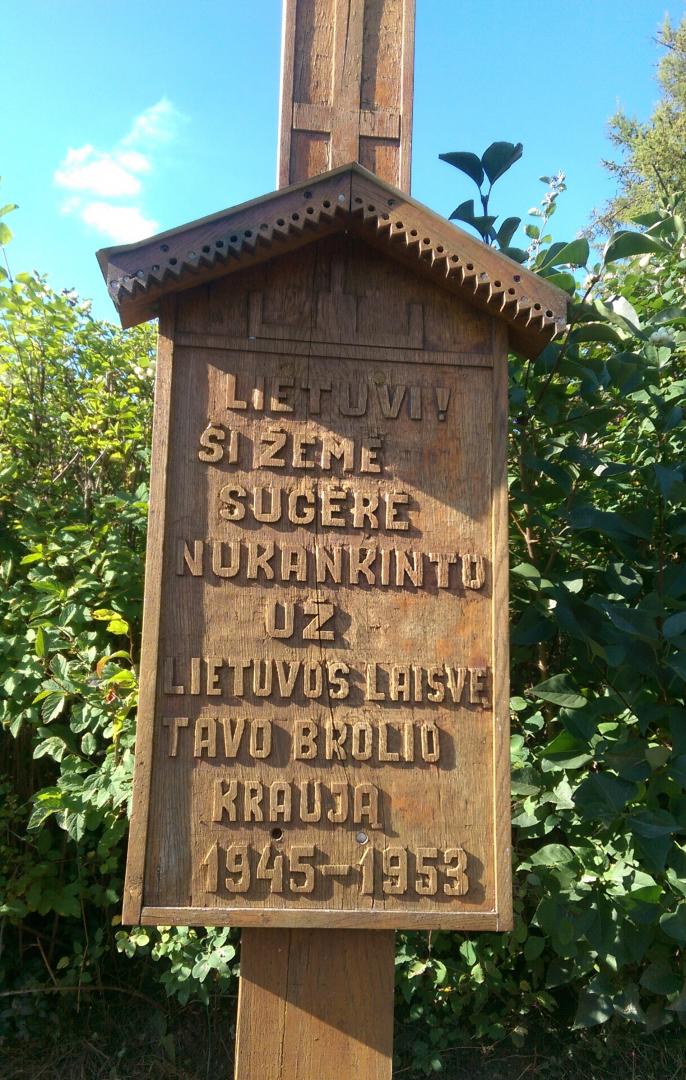 LIETUVI!
ŠI ŽEMĖ
SUGĖRĖ
NUKANKINTO
UŽ
LIETUVOS LAISVĘ
TAVO BROLIO
KRAUJĄ
1945-1953